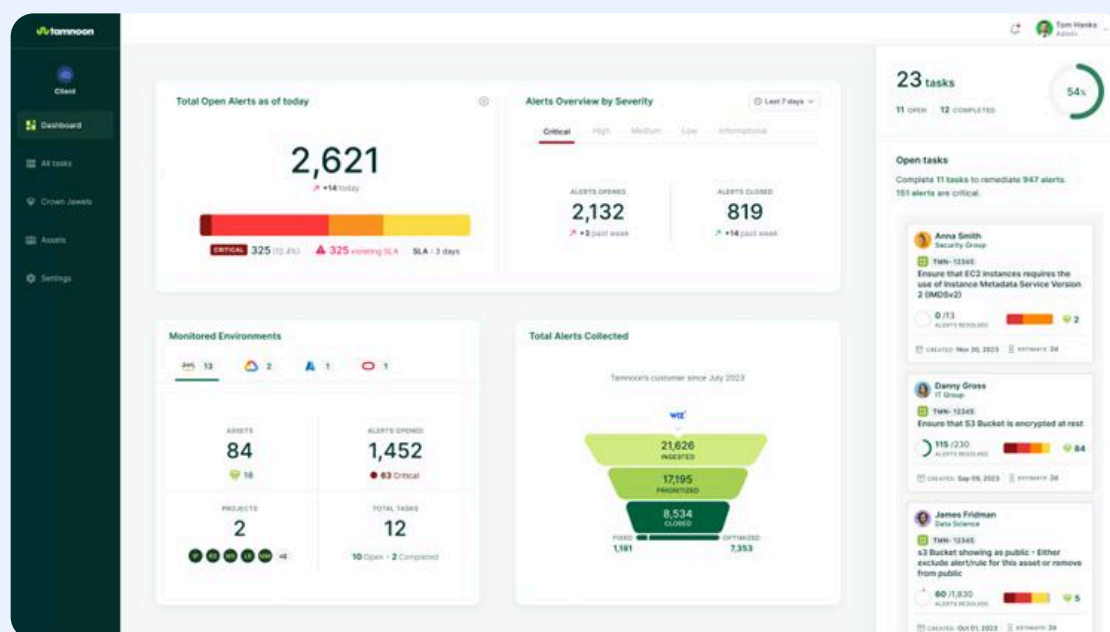 tamnoon
Client
Dashboard
All tasks
Crown Jewels
Assets
Settings
Tom Hanks
Admin
Total Open Alerts as of today
2,621
+14 today
CRITICAL 325 (12.4%) 325 violating SLA SLA: 3 days
Alerts Overview by Severity
Last 7 days
Critical High Medium Low Informational
ALERTS OPENED
2,132
+3 past week
ALERTS CLOSED
819
+14 past week
Monitored Environments
aws 13 2 1 1
ASSETS
84
18
ALERTS OPENED
1,452
63 Critical
PROJECTS
2
+6
TOTAL TASKS
12
10 Open • 2 Completed
Total Alerts Collected
Tamnoon's customer since July 2023
WIZ
21,626
INGESTED
17,195
PRIORITIZED
8,534
CLOSED
FIXED
1,181
OPTIMIZED
7,353
23 tasks
11 OPEN 12 COMPLETED
54%
Open tasks
Complete 11 tasks to remediate 947 alerts.
151 alerts are critical.
Anna Smith
Security Group
TMN- 12345
Ensure that EC2 instances requires the
use of Instance Metadata Service Version
2 (IMDSv2)
0 /13
ALERTS RESOLVED
2
CREATED: Nov 30, 2023 ESTIMATE: 2d
Danny Gross
IT Group
TMN- 12345
Ensure that S3 Bucket is encrypted at rest
115 /230
ALERTS RESOLVED
84
CREATED: Sep 09, 2023 ESTIMATE: 2d
James Fridman
Data Science
TMN- 12345
s3 Bucket showing as public - Either
exclude alert/rule for this asset or remove
from public
60 /1,830
ALERTS RESOLVED
5
CREATED: Oct 01, 2023 ESTIMATE: 2d